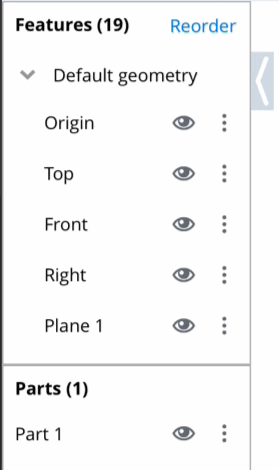 Features (19) Reorder
Default geometry
Origin
Top
Front
Right
Plane 1
Parts (1)
Part 1